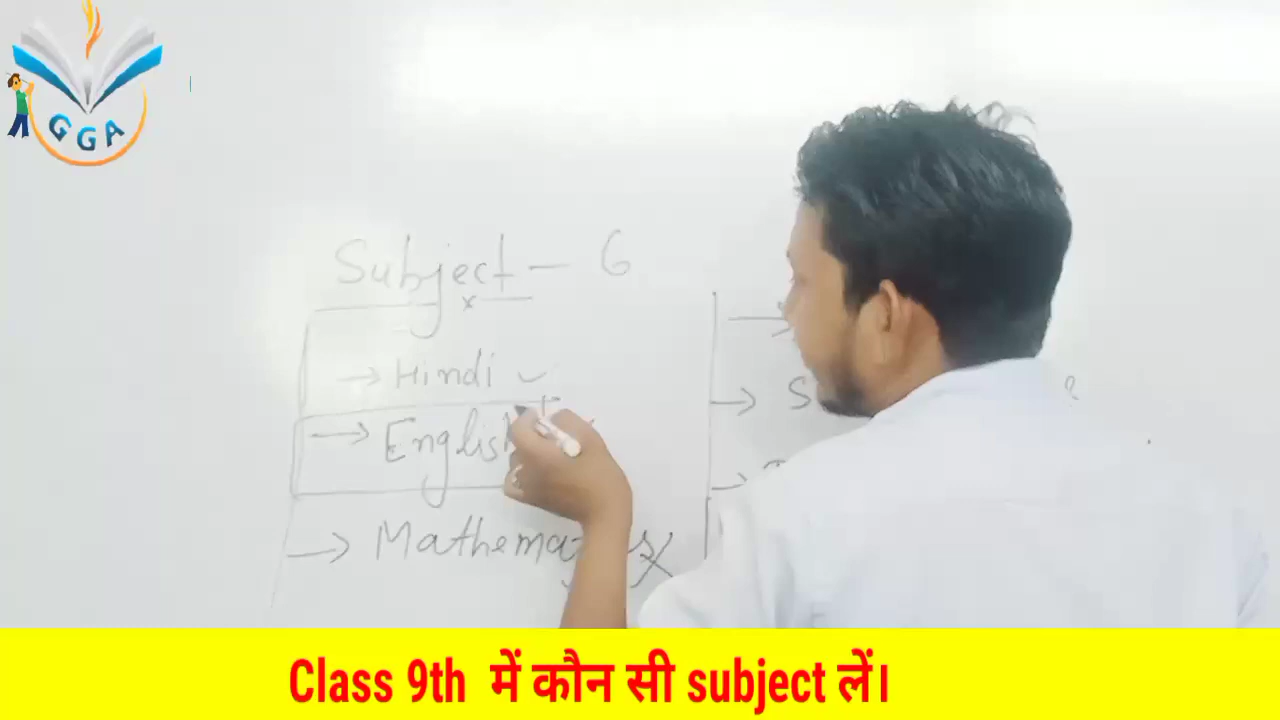 GGA
Subject - 6
→ Hindi ✓
→ English
→ Mathematics
Class 9th में कौन सी subject लें।